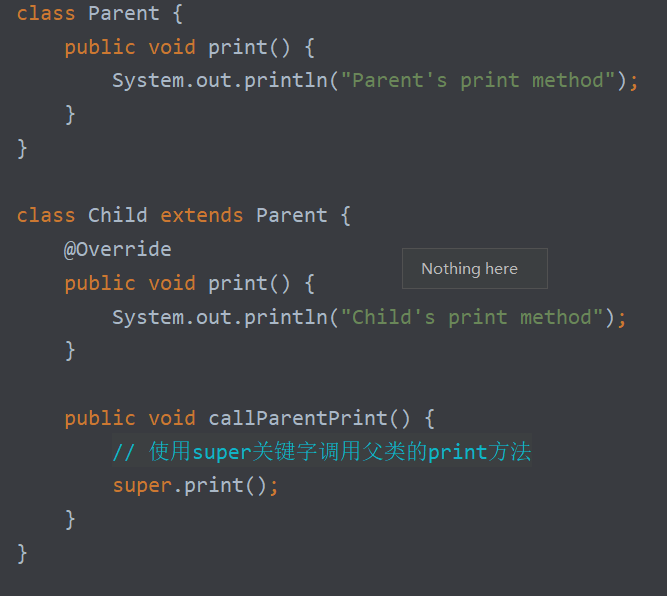 class Parent {
    public void print() {
        System.out.println("Parent's print method");
    }
}

class Child extends Parent {
    @Override
Nothing here
    public void print() {
        System.out.println("Child's print method");
    }

    public void callParentPrint() {
        // 使用super关键字调用父类的print方法
        super.print();
    }
}